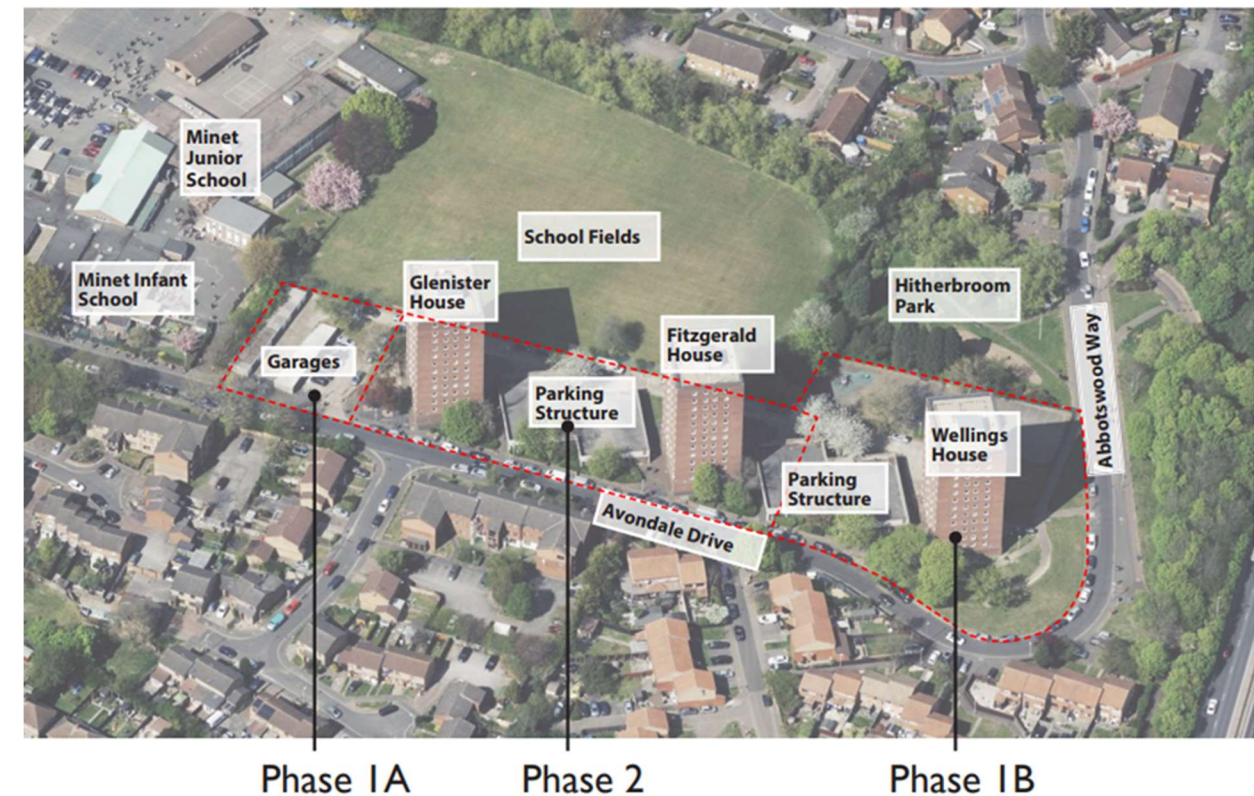 Minet
Junior
School
School Fields
Minet Infant
School
Glenister
House
Hitherbroom
Park
Fitzgerald
House
Garages
Parking
Structure
Abbotswood Way
Wellings
House
Parking
Structure
Avondale Drive
Phase 1A
Phase 2
Phase 1B